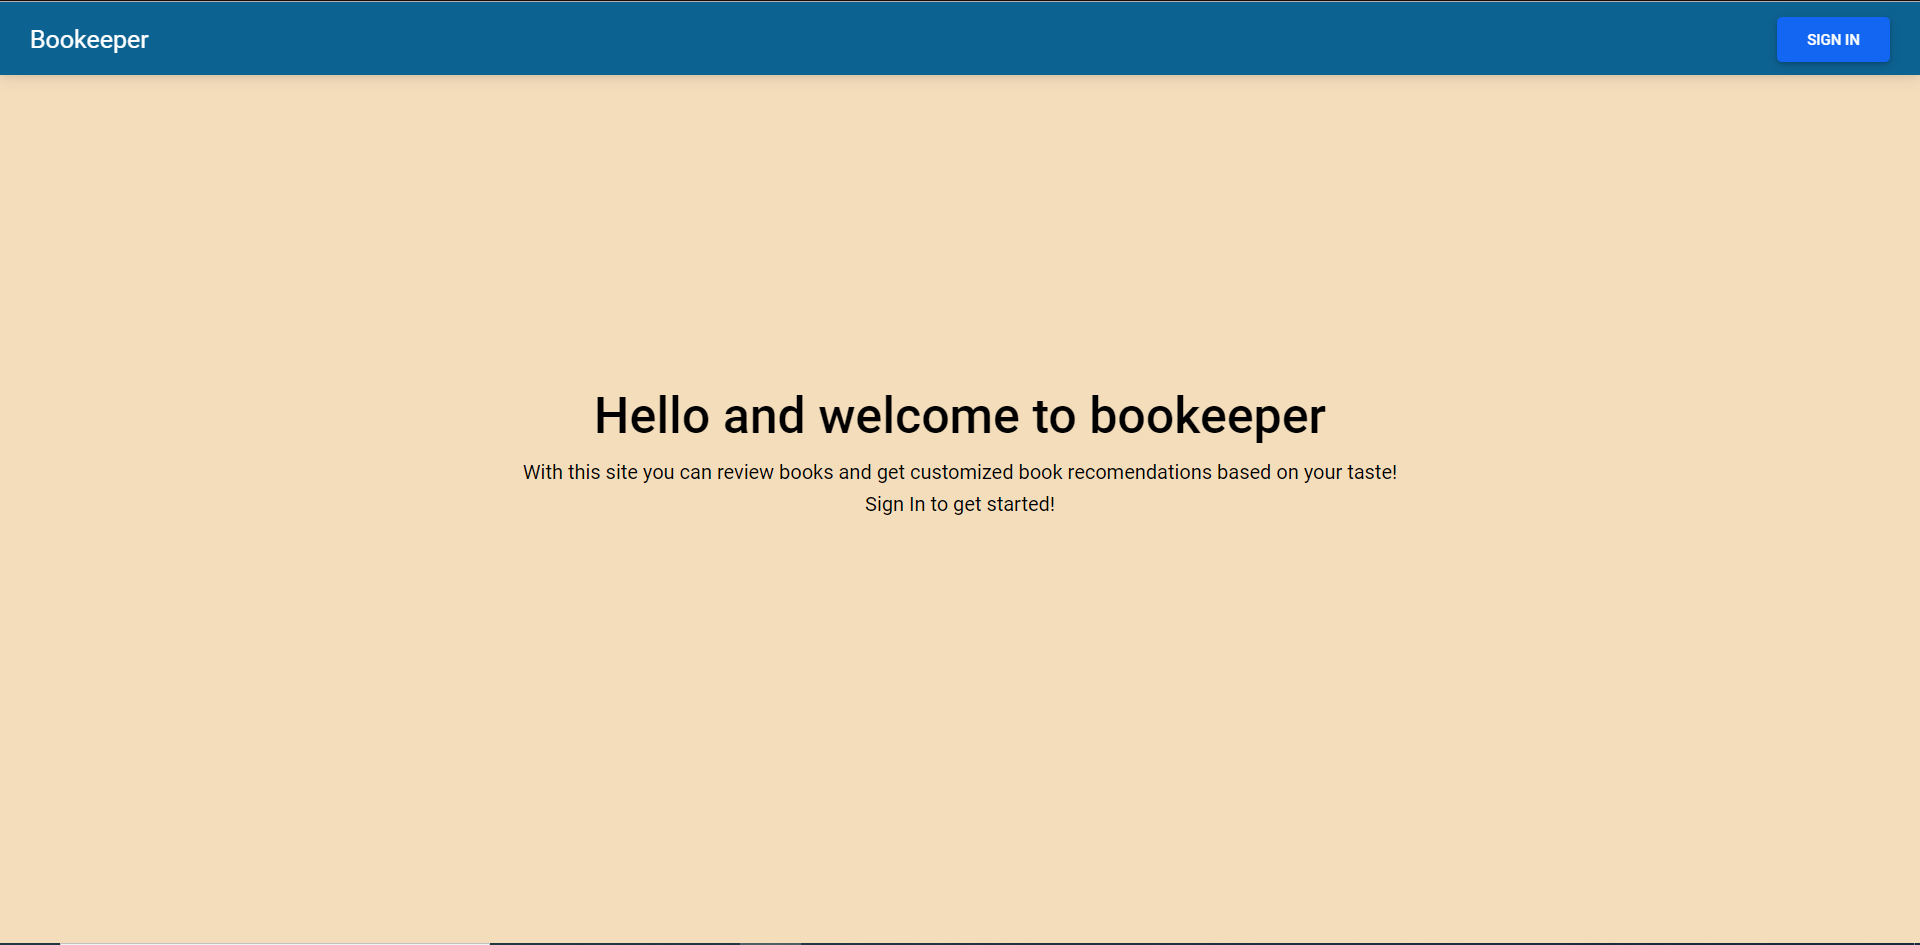 Bookeeper
SIGN IN
Hello and welcome to bookeeper
With this site you can review books and get customized book recomendations based on your taste!
Sign In to get started!